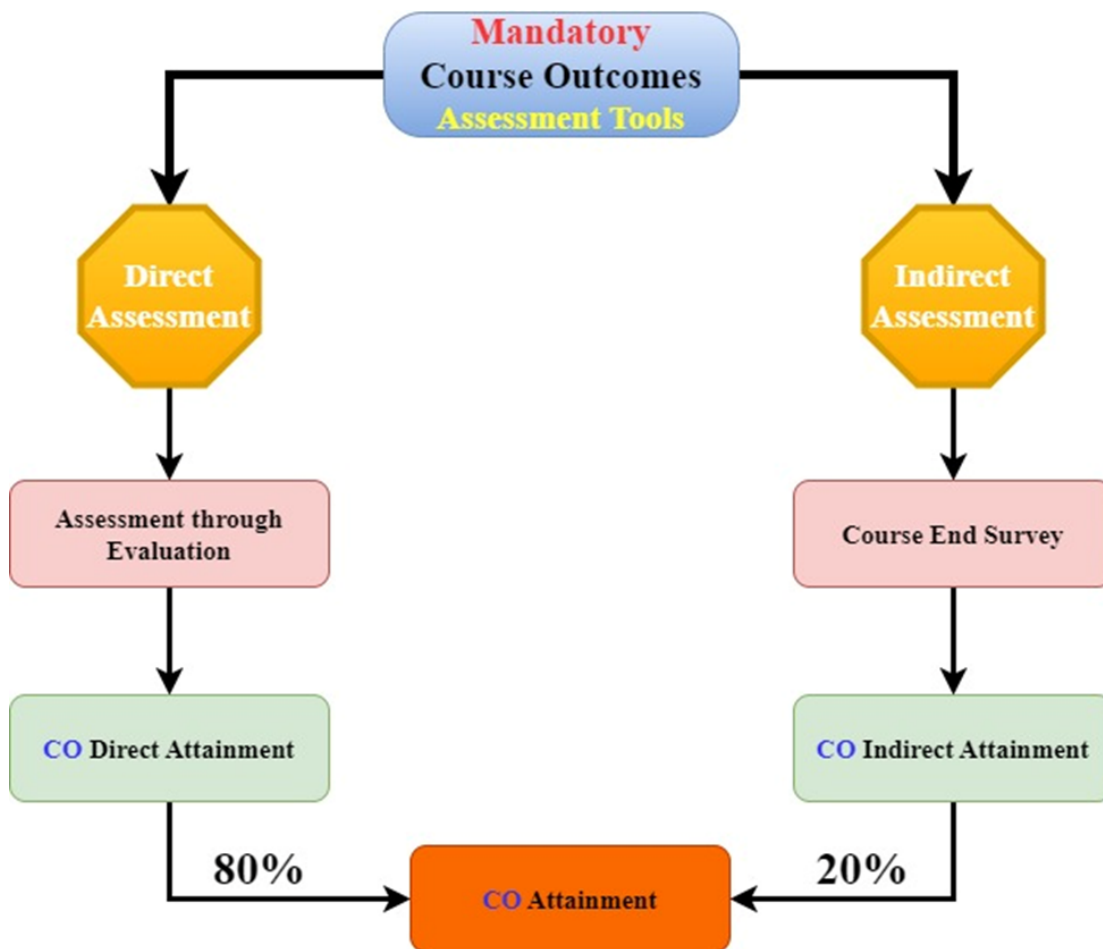 Mandatory
Course Outcomes
Assessment Tools
Direct
Assessment
Indirect
Assessment
Assessment through
Evaluation
Course End Survey
CO Direct Attainment
CO Indirect Attainment
80%
20%
CO Attainment